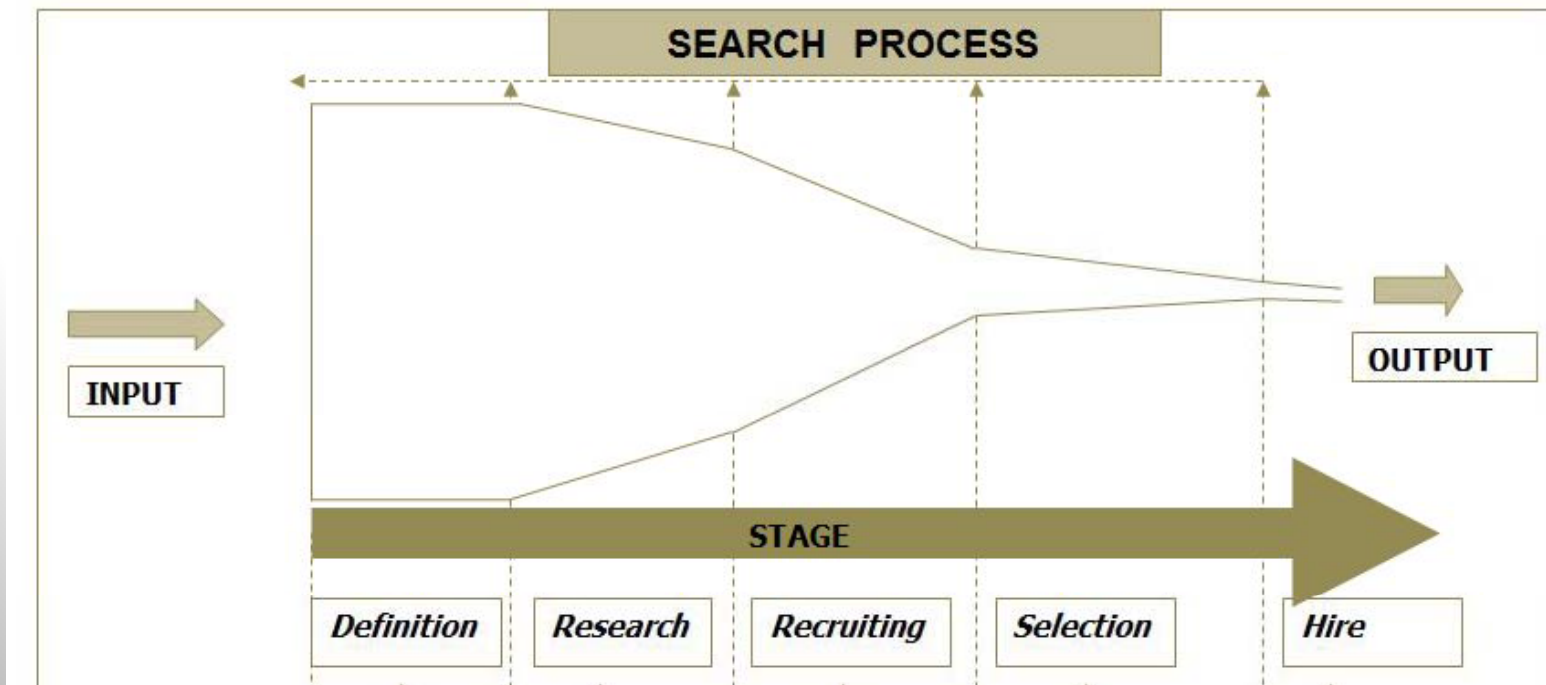 SEARCH PROCESS
INPUT
OUTPUT
STAGE
Definition
Research
Recruiting
Selection
Hire